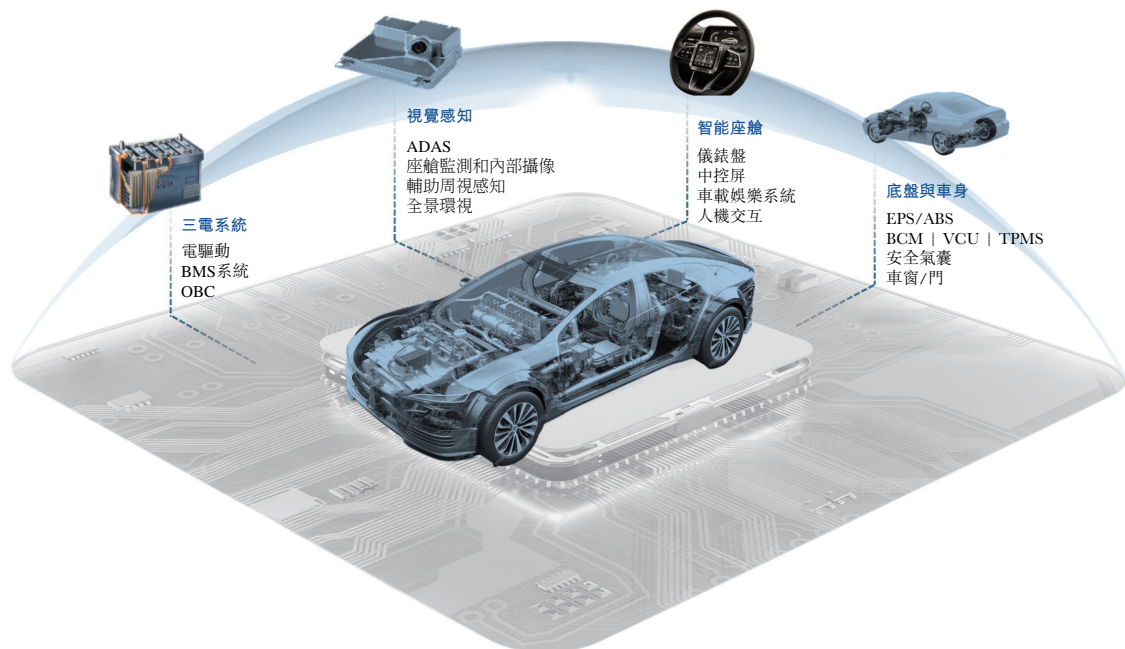 三電系統
電驅動
BMS系統
OBC
視覺感知
ADAS
座艙監測和內部攝像
輔助周視感知
全景環視
智能座艙
儀錶盤
中控屏
車載娛樂系統
人機交互
底盤與車身
EPS/ABS
BCM | VCU | TPMS
安全氣囊
車窗/門